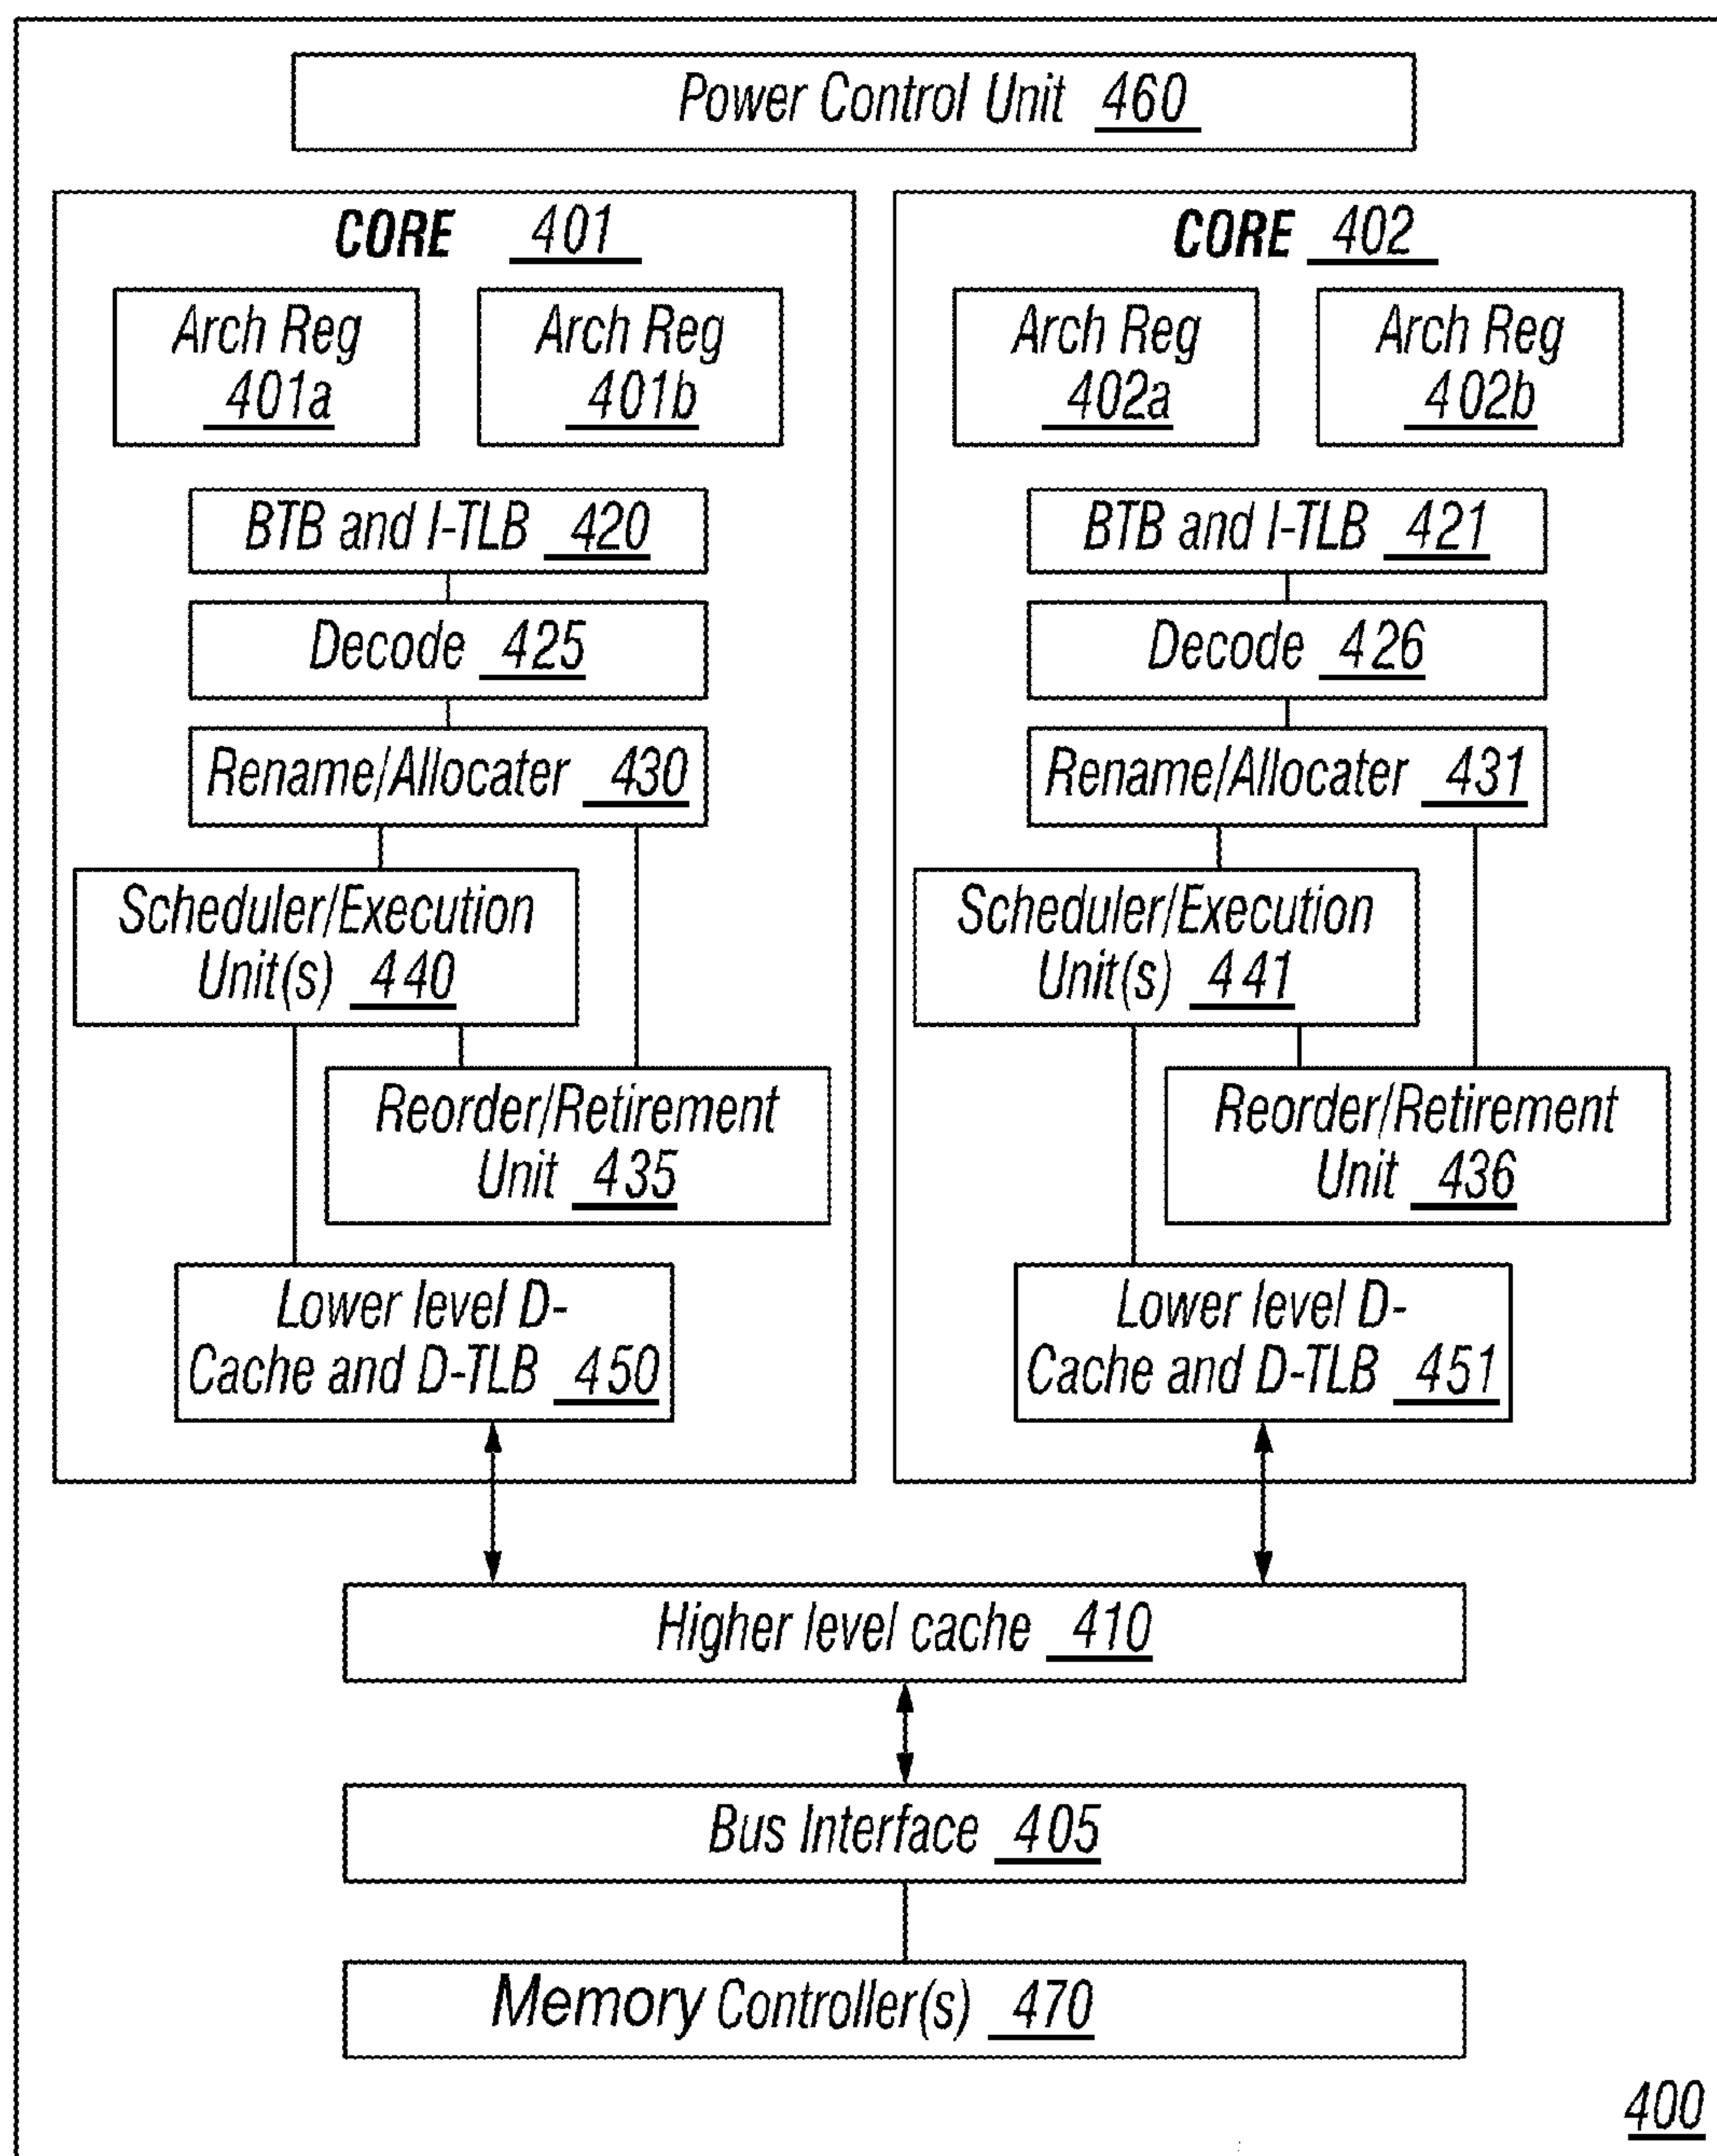 Power Control Unit 460
CORE 401
Arch Reg
401a
Arch Reg
401b
BTB and I-TLB 420
Decode 425
Rename/Allocater 430
Scheduler/Execution
Unit(s) 440
Reorder/Retirement
Unit 435
Lower level D-
Cache and D-TLB 450
CORE 402
Arch Reg
402a
Arch Reg
402b
BTB and I-TLB 421
Decode 426
Rename/Allocater 431
Scheduler/Execution
Unit(s) 441
Reorder/Retirement
Unit 436
Lower level D-
Cache and D-TLB 451
Higher level cache 410
Bus Interface 405
Memory Controller(s) 470
400